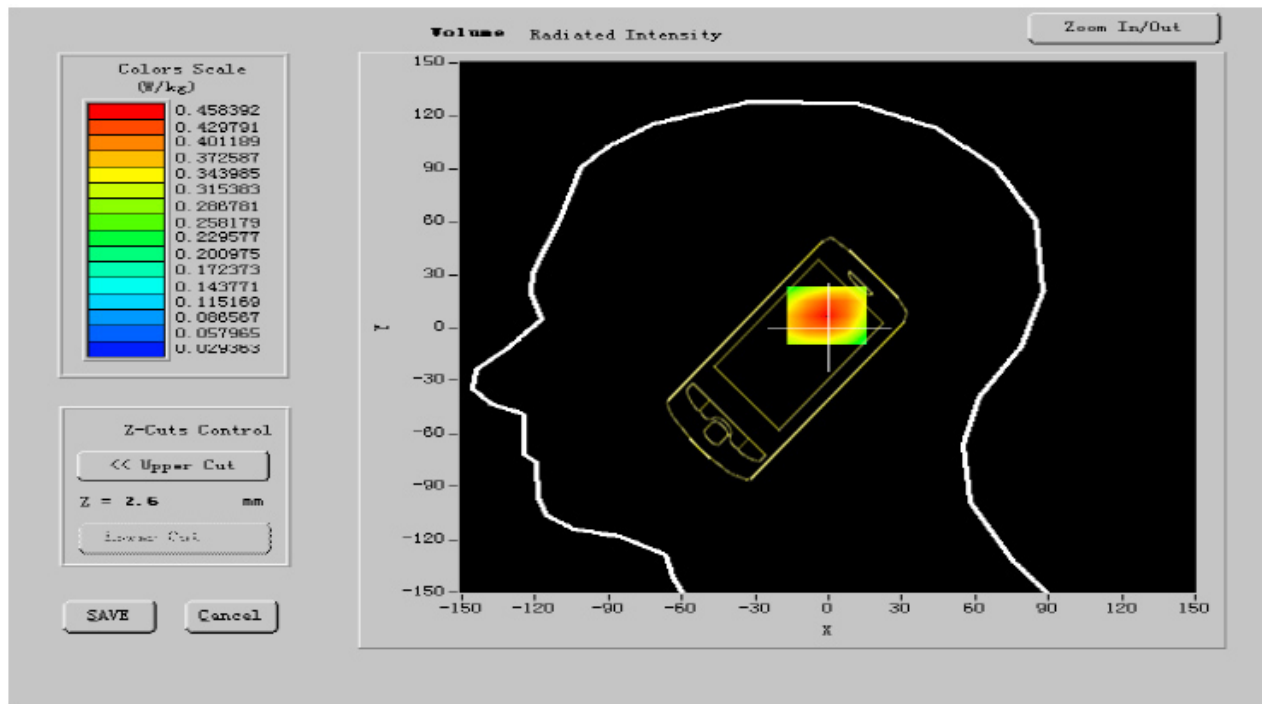 Volume Radiated Intensity
Zoom In/Out
Colors Scale
(W/kg)
0.458392
0.429791
0.401189
0.372587
0.343985
0.315383
0.286781
0.258179
0.229577
0.200975
0.172373
0.143771
0.115169
0.086567
0.057965
0.029363
Z-Cuts Control
<< Upper Cut
Z = 2.6 mm
Lower Cut
SAVE
Cancel
150
120
90
60
30
0
-30
-60
-90
-120
-150
Y
-150 -120 -90 -60 -30 0 30 60 90 120 150
X